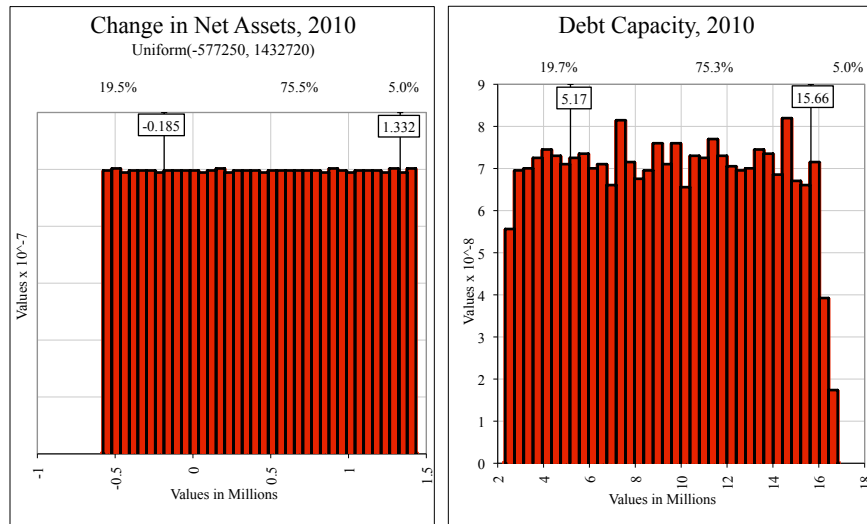 Change in Net Assets, 2010
Uniform(-577250, 1432720)
19.5% 75.5% 5.0%
-0.185 1.332
Values x 10^-7
-1 -0.5 0 0.5 1 1.5
Values in Millions
Debt Capacity, 2010
19.7% 75.3% 5.0%
5.17 15.66
9
8
7
6
5
4
3
2
1
0
Values x 10^-8
2 4 6 8 10 12 14 16 18
Values in Millions